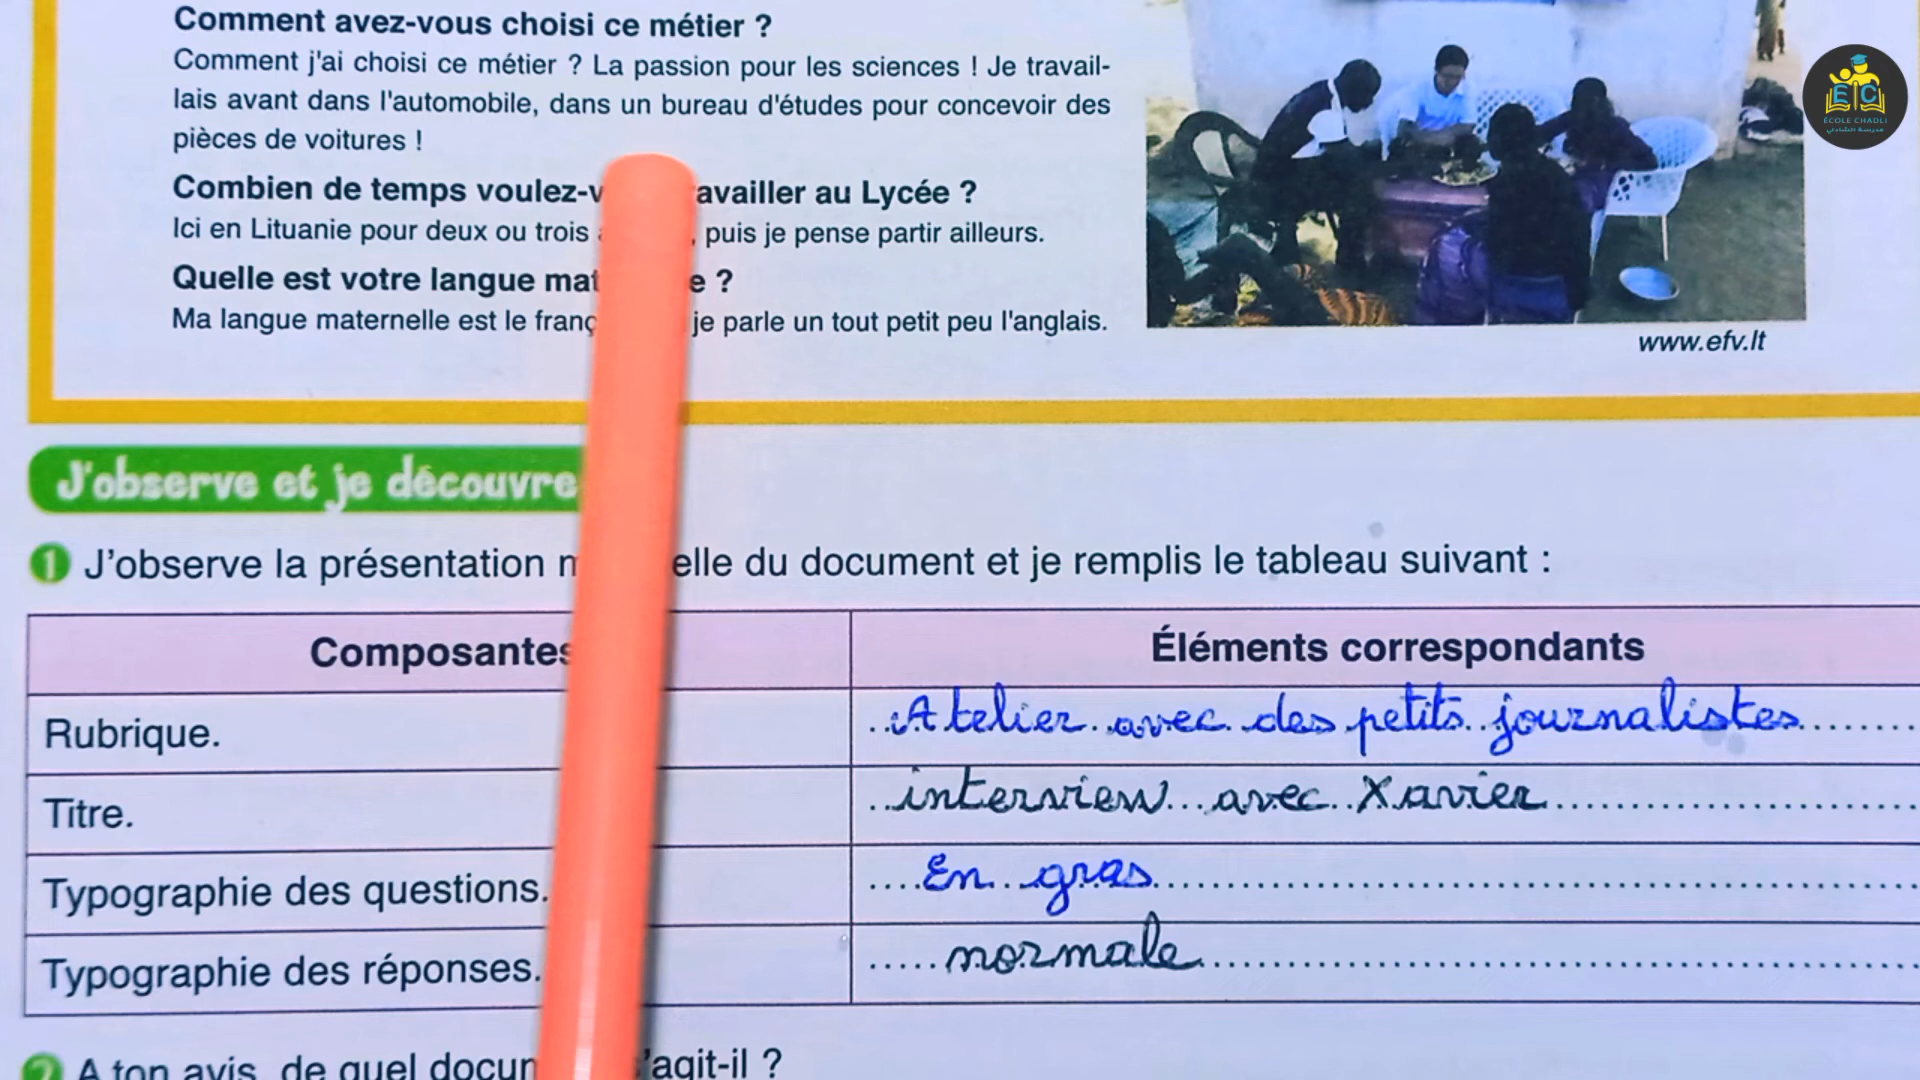 Comment avez-vous choisi ce métier ?
Comment j'ai choisi ce métier ? La passion pour les sciences ! Je travail-
lais avant dans l'automobile, dans un bureau d'études pour concevoir des
pièces de voitures !
Combien de temps voulez-v availler au Lycée ?
Ici en Lituanie pour deux ou trois a , puis je pense partir ailleurs.
Quelle est votre langue mat e ?
Ma langue maternelle est le franç je parle un tout petit peu l'anglais.
www.efv.lt
ETC
ÉCOLE CHADLI
مدرسة الشاذلي
J'observe et je découvre
1 J'observe la présentation m elle du document et je remplis le tableau suivant :
Composantes Éléments correspondants
Rubrique. Atelier avec des petits journalistes
Titre. interview avec Xavier
Typographie des questions. En gras
Typographie des réponses. normale
2 A ton avis, de quel docum s'agit-il ?